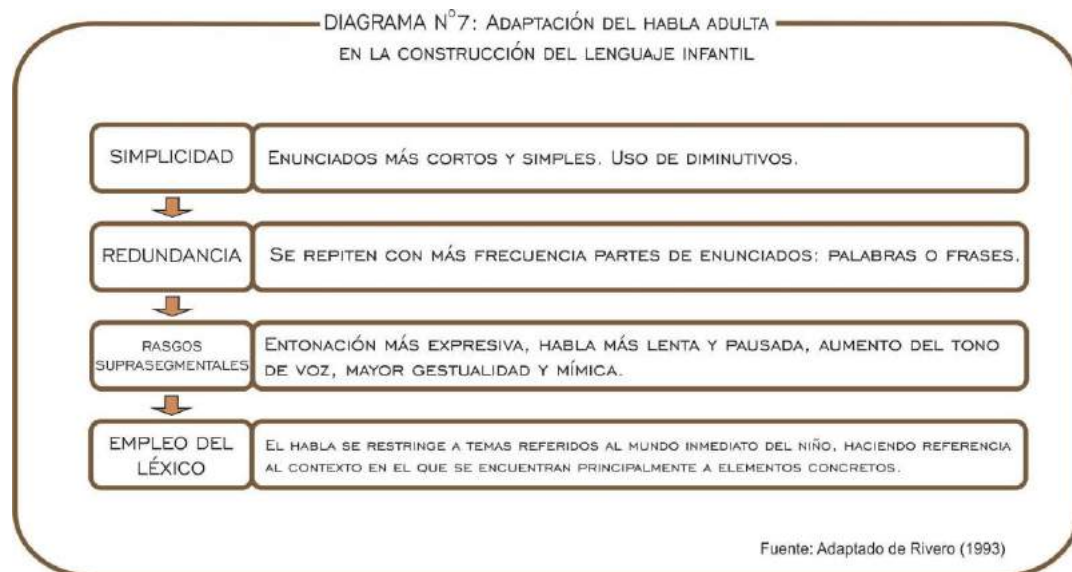 DIAGRAMA N°7: ADAPTACIÓN DEL HABLA ADULTA
EN LA CONSTRUCCIÓN DEL LENGUAJE INFANTIL
SIMPLICIDAD
ENUNCIADOS MÁS CORTOS Y SIMPLES. USO DE DIMINUTIVOS.
REDUNDANCIA
SE REPITEN CON MÁS FRECUENCIA PARTES DE ENUNCIADOS: PALABRAS O FRASES.
RASGOS
SUPRASEGMENTALES
ENTONACIÓN MÁS EXPRESIVA, HABLA MÁS LENTA Y PAUSADA, AUMENTO DEL TONO
DE VOZ, MAYOR GESTUALIDAD Y MÍMICA.
EMPLEO DEL
LÉXICO
EL HABLA SE RESTRINGE A TEMAS REFERIDOS AL MUNDO INMEDIATO DEL NIÑO, HACIENDO REFERENCIA
AL CONTEXTO EN EL QUE SE ENCUENTRAN PRINCIPALMENTE A ELEMENTOS CONCRETOS.
Fuente: Adaptado de Rivero (1993)